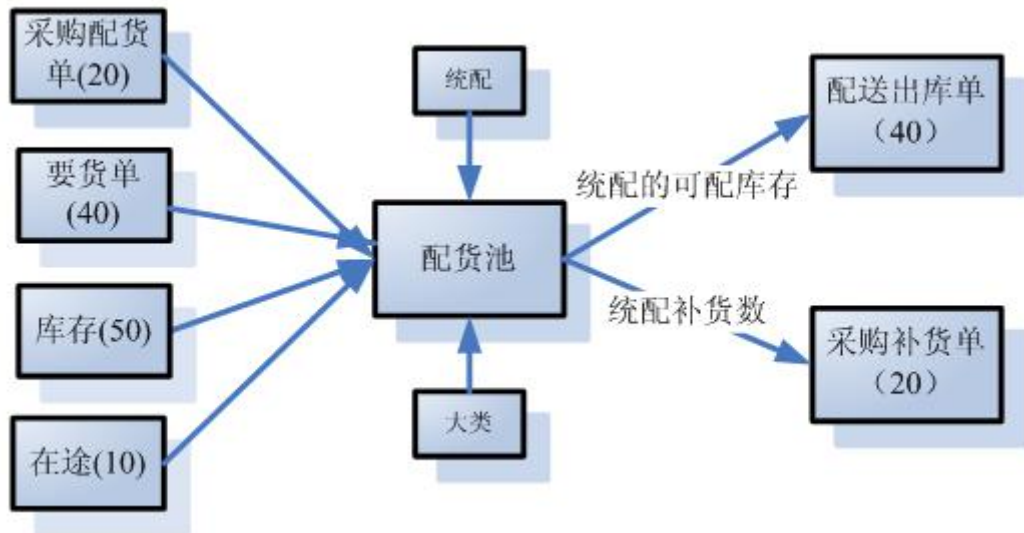 采购配货
单(20)
要货单
(40)
库存(50)
在途(10)
统配
配货池
大类
统配的可配库存
统配补货数
配送出库单
（40）
采购补货单
（20）